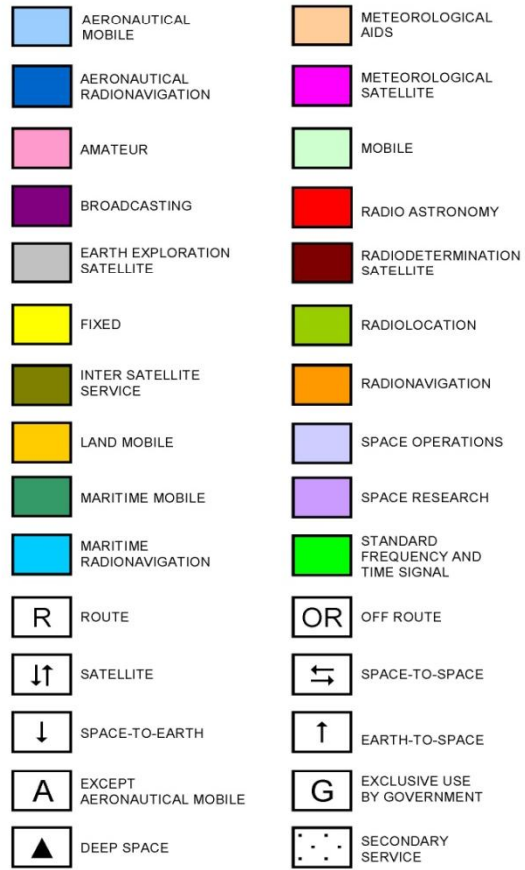 AERONAUTICAL
MOBILE
METEOROLOGICAL
AIDS
AERONAUTICAL
RADIONAVIGATION
METEOROLOGICAL
SATELLITE
AMATEUR
MOBILE
BROADCASTING
RADIO ASTRONOMY
EARTH EXPLORATION
SATELLITE
RADIODETERMINATION
SATELLITE
FIXED
RADIOLOCATION
INTER SATELLITE
SERVICE
RADIONAVIGATION
LAND MOBILE
SPACE OPERATIONS
MARITIME MOBILE
SPACE RESEARCH
MARITIME
RADIONAVIGATION
STANDARD
FREQUENCY AND
TIME SIGNAL
R ROUTE
OR OFF ROUTE
↓↑ SATELLITE
⇆ SPACE-TO-SPACE
↓ SPACE-TO-EARTH
↑ EARTH-TO-SPACE
A EXCEPT
AERONAUTICAL MOBILE
G EXCLUSIVE USE
BY GOVERNMENT
▲ DEEP SPACE
SECONDARY
SERVICE